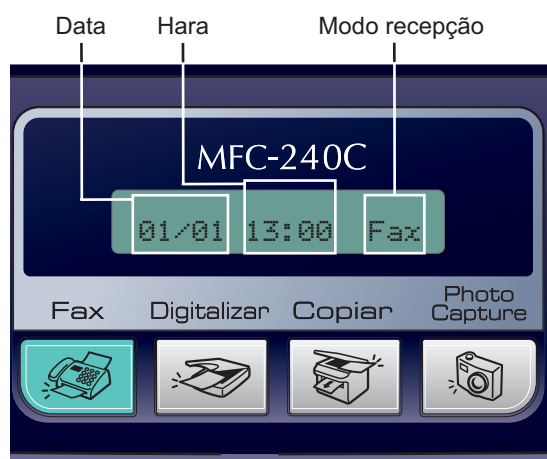 Data Hara Modo recepção
MFC-240C
01/01 13:00 Fax
Fax Digitalizar Copiar Photo Capture